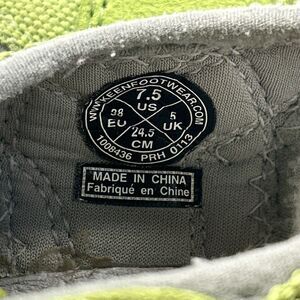 WWW.KEENFOOTWEAR.COM
7.5
US
38
EU
5
UK
24.5
CM
1008436 PRH 0113
MADE IN CHINA
Fabriqué en Chine